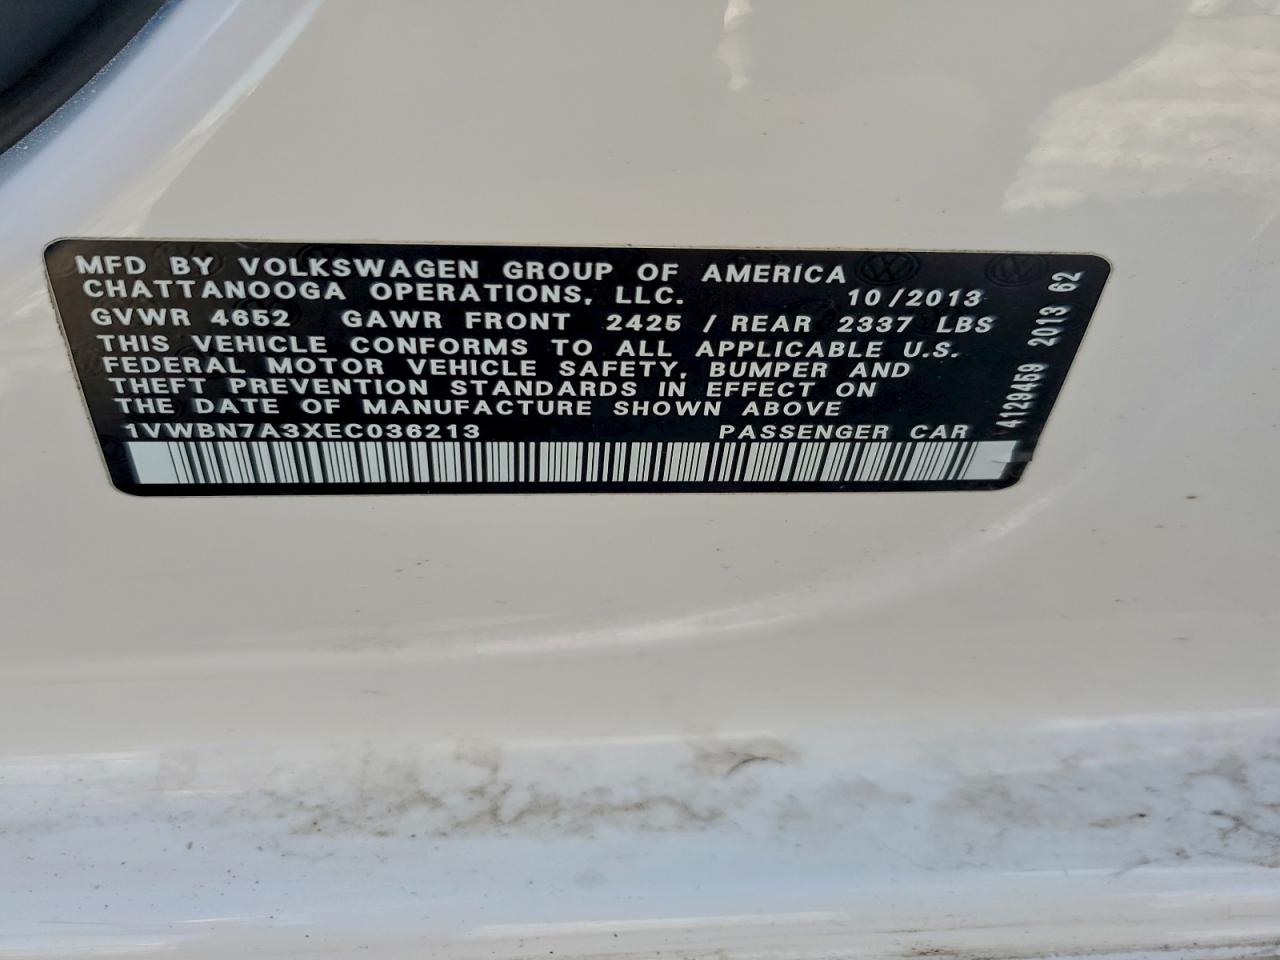 MFD BY VOLKSWAGEN GROUP OF AMERICA
CHATTANOOGA OPERATIONS, LLC. 10/2013
GVWR 4652 GAWR FRONT 2425 / REAR 2337 LBS
THIS VEHICLE CONFORMS TO ALL APPLICABLE U.S.
FEDERAL MOTOR VEHICLE SAFETY, BUMPER AND
THEFT PREVENTION STANDARDS IN EFFECT ON
THE DATE OF MANUFACTURE SHOWN ABOVE
1VWBN7A3XEC036213 PASSENGER CAR
4129459 2013 62